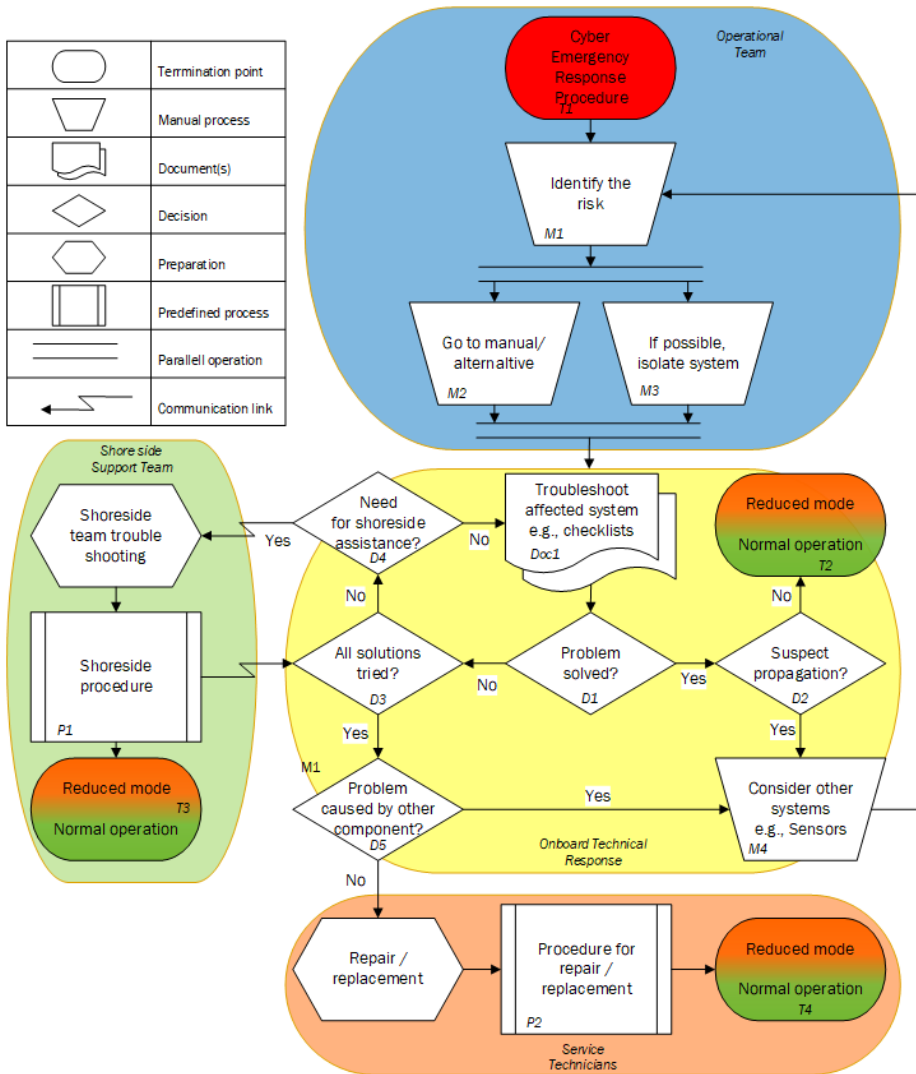 Termination point
Manual process
Document(s)
Decision
Preparation
Predefined process
Parallell operation
Communication link
Operational
Team
Cyber
Emergency
Response
Procedure
T1
Identify the
risk
M1
Go to manual/
alternaltive
M2
If possible,
isolate system
M3
Shore side
Support Team
Shoreside
team trouble
shooting
Yes
Need
for shoreside
assistance?
D4
No
Troubleshoot
affected system
e.g., checklists
Doc1
Reduced mode
Normal operation
T2
No
No
Shoreside
procedure
P1
All solutions
tried?
D3
No
Problem
solved?
D1
Yes
Suspect
propagation?
D2
Yes
Yes
Reduced mode
T3
Normal operation
M1
Problem
caused by other
component?
D5
Yes
Consider other
systems
e.g., Sensors
M4
Onboard Technical
Response
No
Repair /
replacement
Procedure for
repair /
replacement
P2
Reduced mode
Normal operation
T4
Service
Technicians